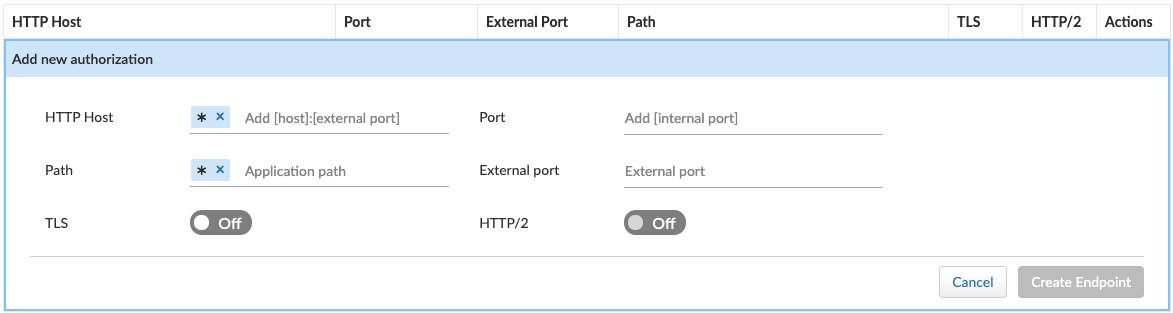 HTTP Host Port External Port Path TLS HTTP/2 Actions
Add new authorization
HTTP Host * × Add [host]:[external port] Port Add [internal port]
Path * × Application path External port External port
TLS Off HTTP/2 Off
Cancel Create Endpoint